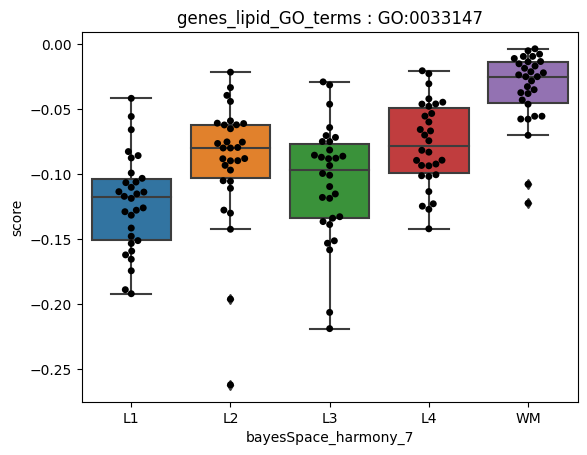 genes_lipid_GO_terms : GO:0033147
0.00
−0.05
−0.10
−0.15
−0.20
−0.25
score
L1 L2 L3 L4 WM
bayesSpace_harmony_7